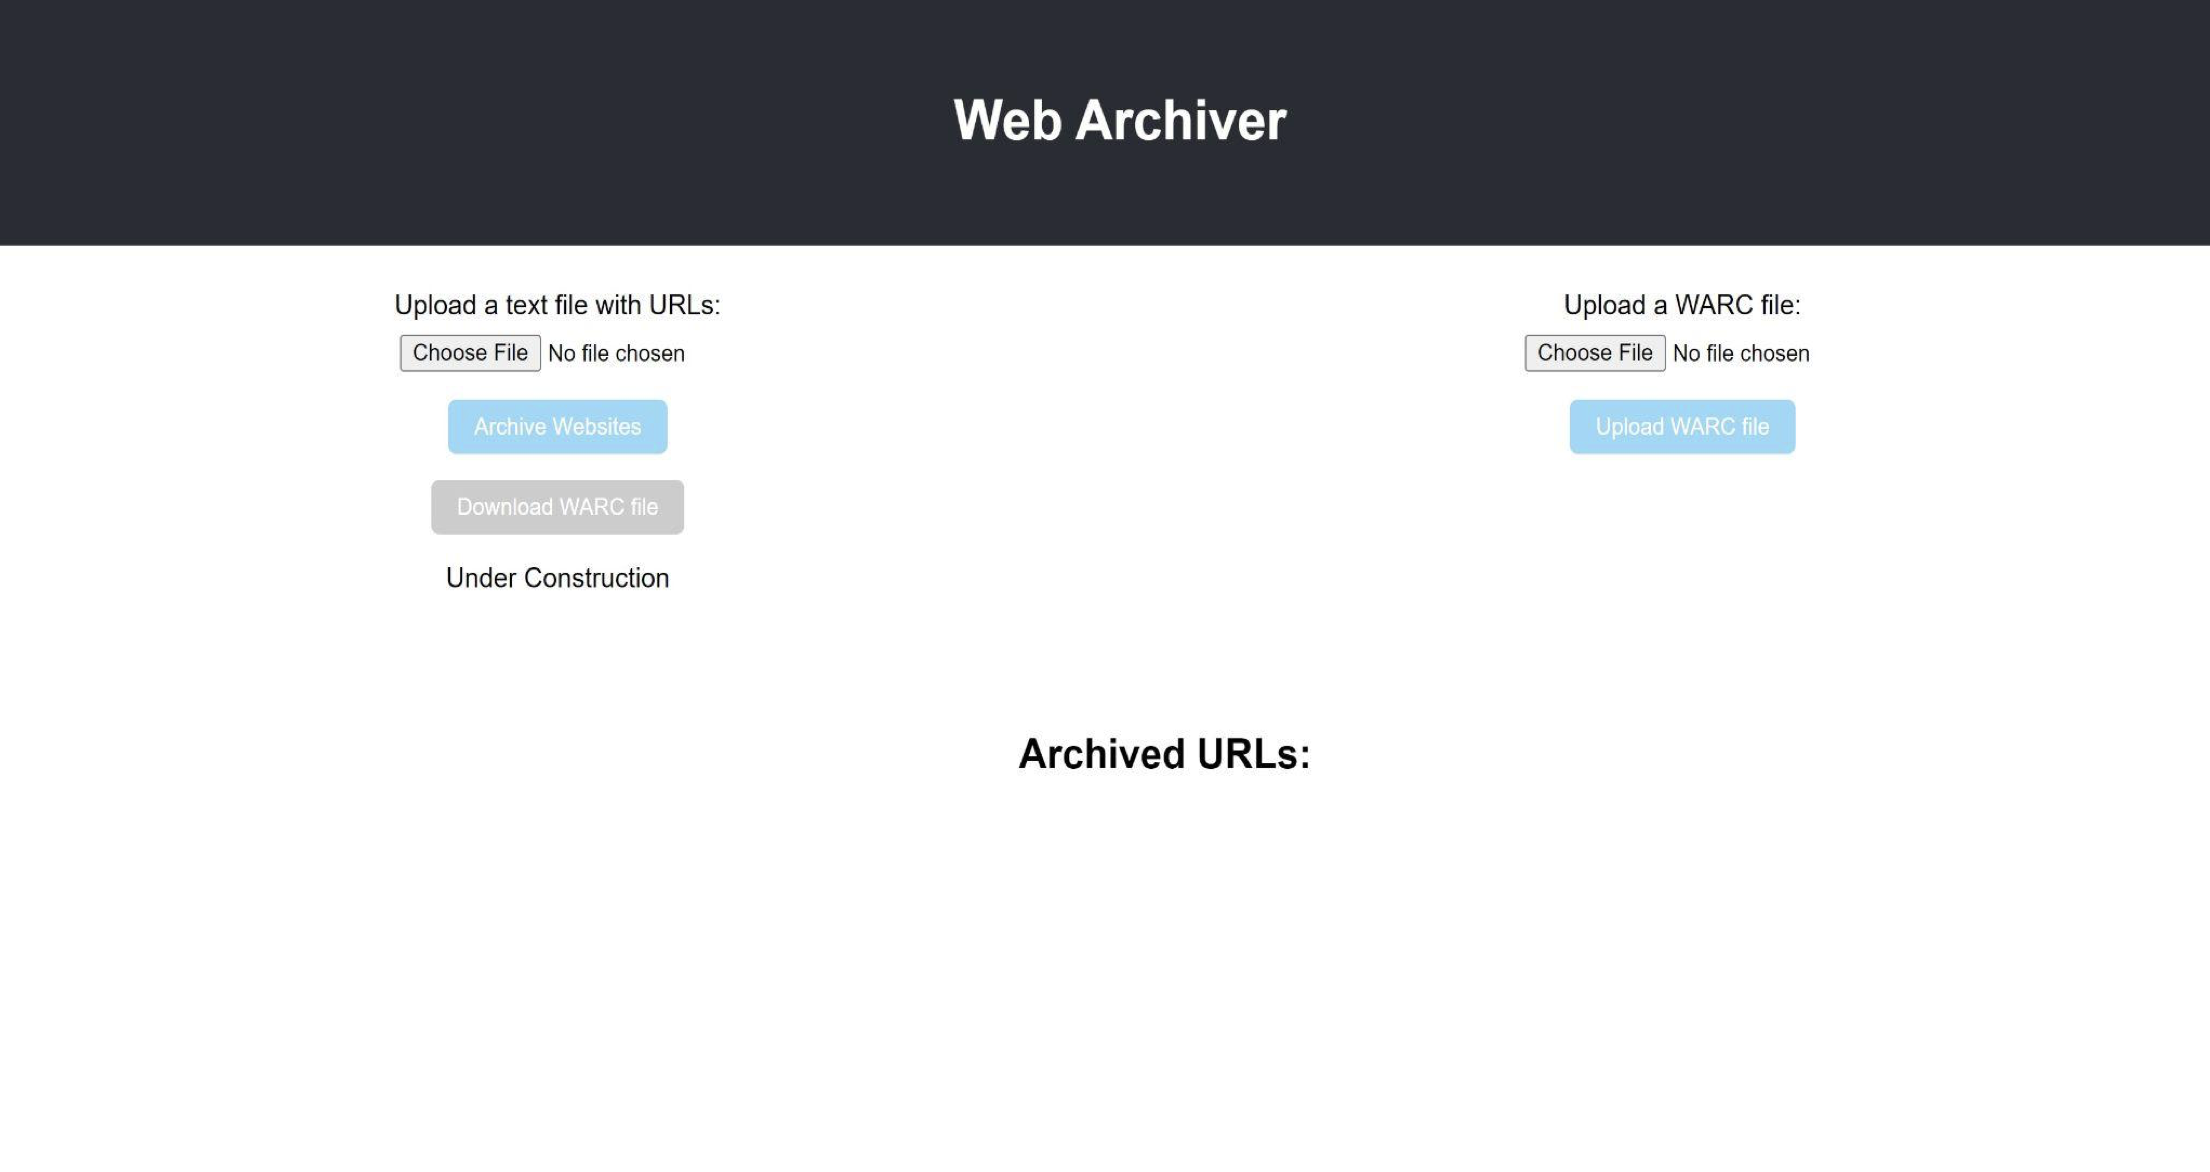 Web Archiver
Upload a text file with URLs:
Choose File No file chosen
Archive Websites
Download WARC file
Under Construction
Upload a WARC file:
Choose File No file chosen
Upload WARC file
Archived URLs: